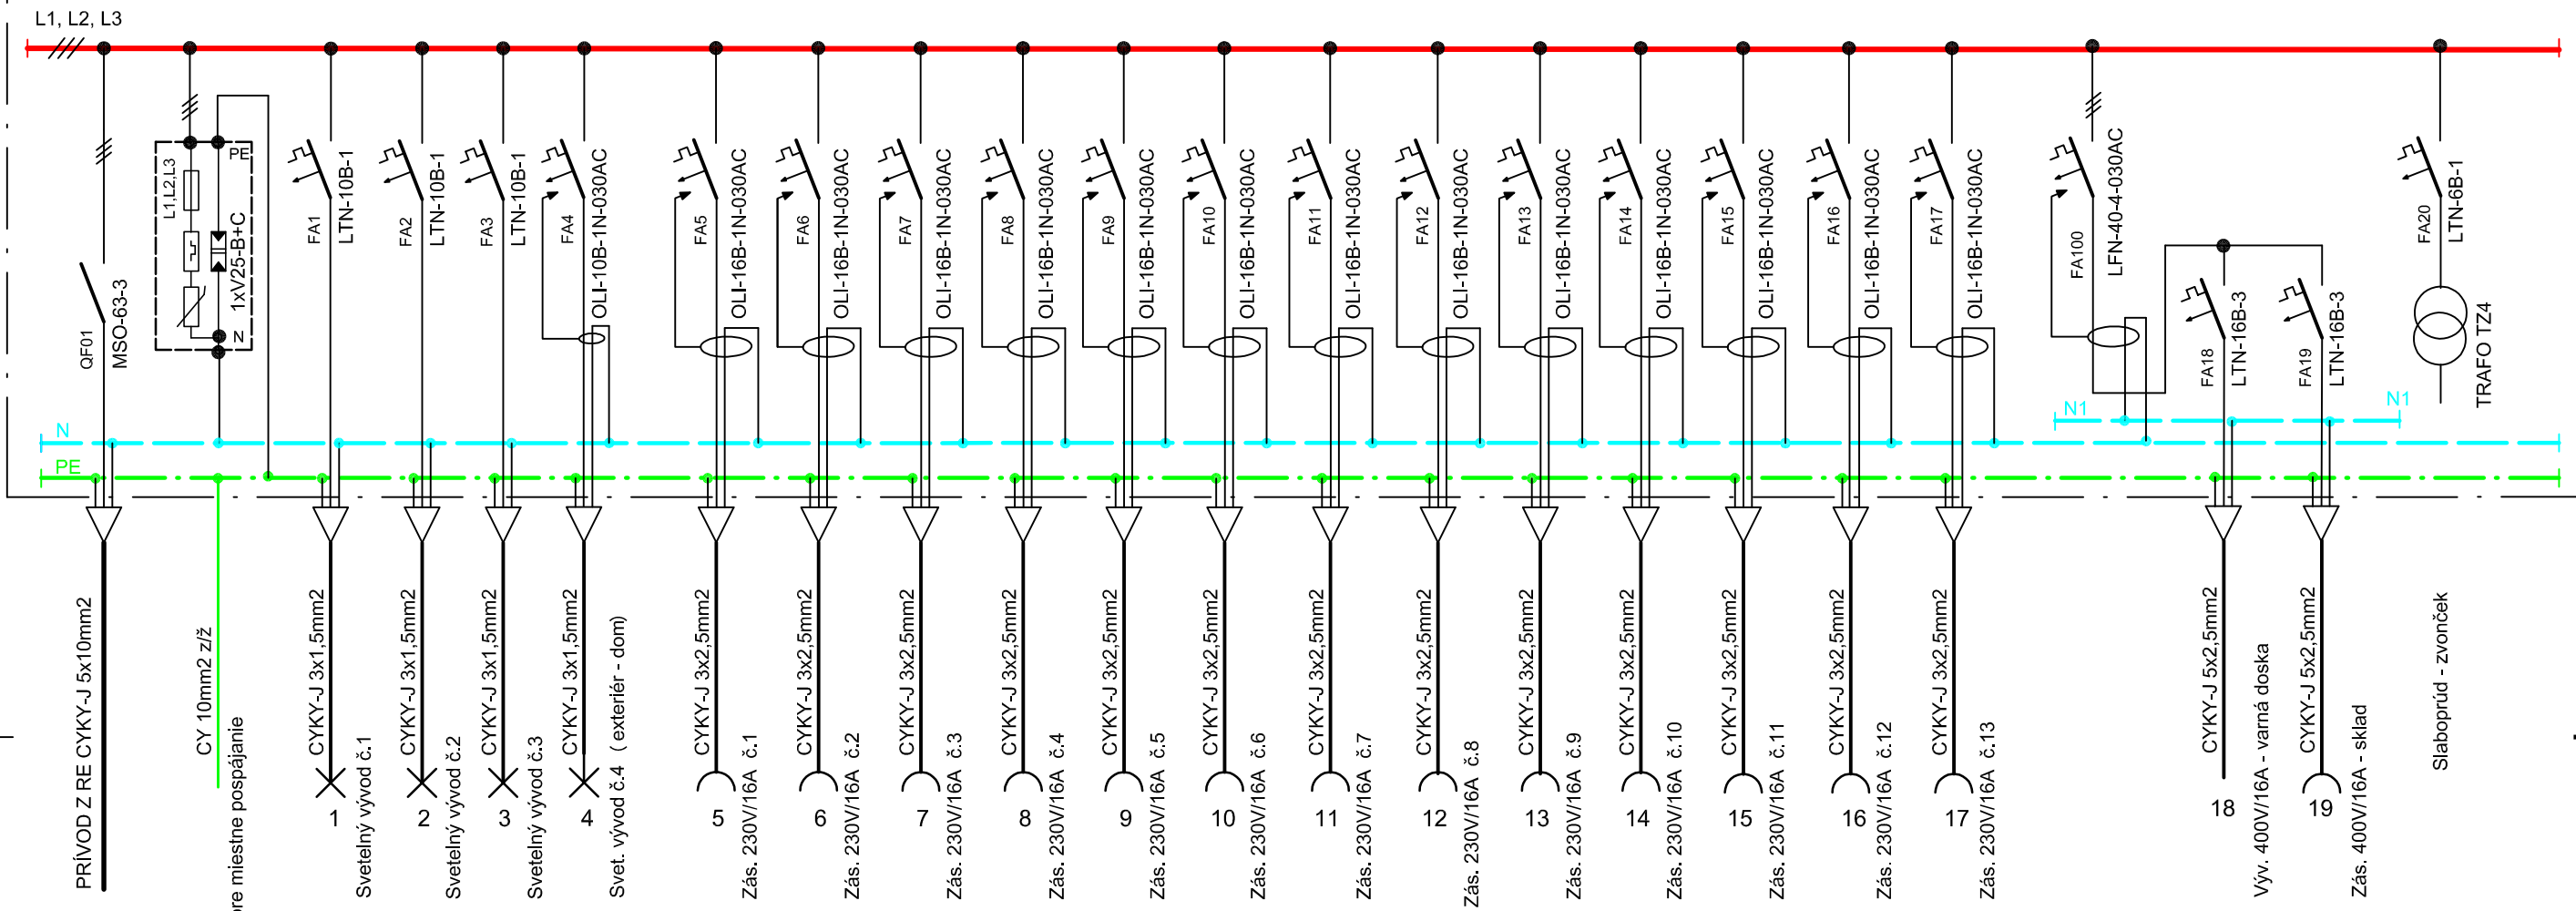 L1, L2, L3
QF01
MSO-63-3
PRÍVOD Z RE CYKY-J 5x10mm2
L1,L2,L3
PE
1xV25-B+C
N
CY 10mm2 z/ž
pre miestne pospájanie
N
PE
FA1
LTN-10B-1
CYKY-J 3x1,5mm2
1
Svetelný vývod č.1
FA2
LTN-10B-1
CYKY-J 3x1,5mm2
2
Svetelný vývod č.2
FA3
LTN-10B-1
CYKY-J 3x1,5mm2
3
Svetelný vývod č.3
FA4
OLI-10B-1N-030AC
CYKY-J 3x1,5mm2
4
Svet. vývod č.4 ( exteriér - dom)
FA5
OLI-16B-1N-030AC
CYKY-J 3x2,5mm2
5
Zás. 230V/16A č.1
FA6
OLI-16B-1N-030AC
CYKY-J 3x2,5mm2
6
Zás. 230V/16A č.2
FA7
OLI-16B-1N-030AC
CYKY-J 3x2,5mm2
7
Zás. 230V/16A č.3
FA8
OLI-16B-1N-030AC
CYKY-J 3x2,5mm2
8
Zás. 230V/16A č.4
FA9
OLI-16B-1N-030AC
CYKY-J 3x2,5mm2
9
Zás. 230V/16A č.5
FA10
OLI-16B-1N-030AC
CYKY-J 3x2,5mm2
10
Zás. 230V/16A č.6
FA11
OLI-16B-1N-030AC
CYKY-J 3x2,5mm2
11
Zás. 230V/16A č.7
FA12
OLI-16B-1N-030AC
CYKY-J 3x2,5mm2
12
Zás. 230V/16A č.8
FA13
OLI-16B-1N-030AC
CYKY-J 3x2,5mm2
13
Zás. 230V/16A č.9
FA14
OLI-16B-1N-030AC
CYKY-J 3x2,5mm2
14
Zás. 230V/16A č.10
FA15
OLI-16B-1N-030AC
CYKY-J 3x2,5mm2
15
Zás. 230V/16A č.11
FA16
OLI-16B-1N-030AC
CYKY-J 3x2,5mm2
16
Zás. 230V/16A č.12
FA17
OLI-16B-1N-030AC
CYKY-J 3x2,5mm2
17
Zás. 230V/16A č.13
FA100
LFN-40-4-030AC
N1
N1
FA18
LTN-16B-3
CYKY-J 5x2,5mm2
18
Výv. 400V/16A - varná doska
FA19
LTN-16B-3
CYKY-J 5x2,5mm2
19
Zás. 400V/16A - sklad
FA20
LTN-6B-1
TRAFO TZ4
Slaboprúd - zvonček